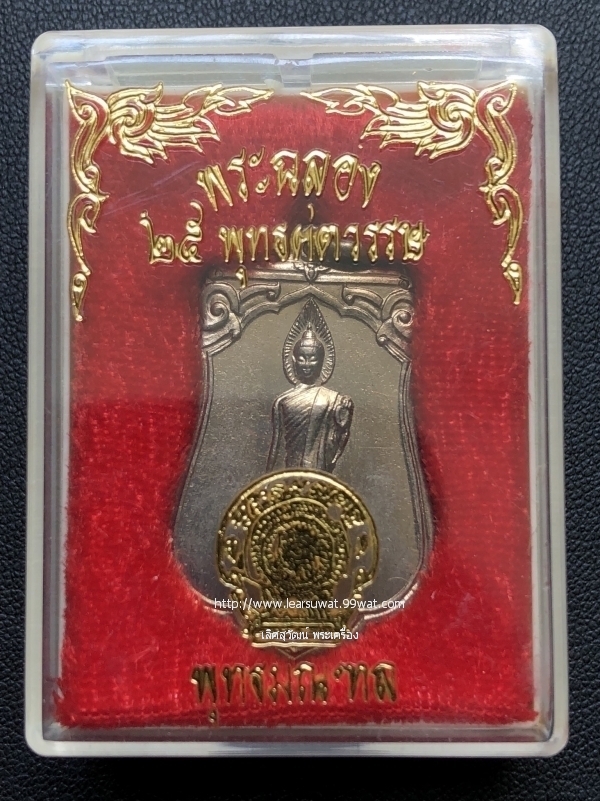 พระฉลอง
๒๕ พุทธศตวรรษ
http://www.learsuwat.99wat.com
เลิศสุวัฒน์ พระเครื่อง
พุทธมณฑล